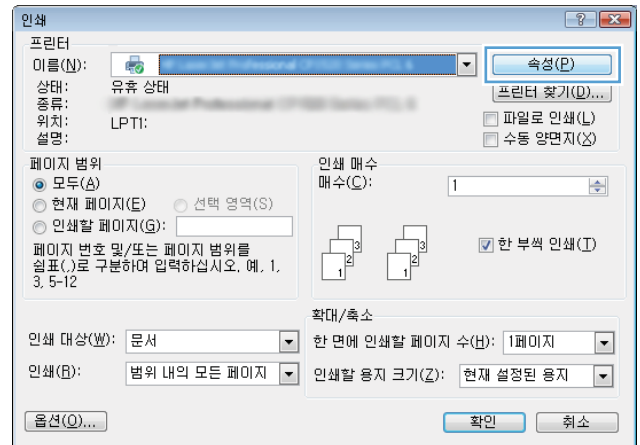 인쇄
프린터
이름(N):
속성(P)
상태: 유휴 상태
프린터 찾기(D)...
종류:
위치: LPT1:
파일로 인쇄(L)
설명:
수동 양면지(X)
페이지 범위
모두(A)
현재 페이지(E) 선택 영역(S)
인쇄할 페이지(G):
페이지 번호 및/또는 페이지 범위를
쉼표(,)로 구분하여 입력하십시오. 예, 1,
3, 5-12
인쇄 매수
매수(C): 1
3 3
2 2
1 1
한 부씩 인쇄(T)
인쇄 대상(W): 문서
인쇄(R): 범위 내의 모든 페이지
확대/축소
한 면에 인쇄할 페이지 수(H): 1페이지
인쇄할 용지 크기(Z): 현재 설정된 용지
옵션(O)...
확인 취소